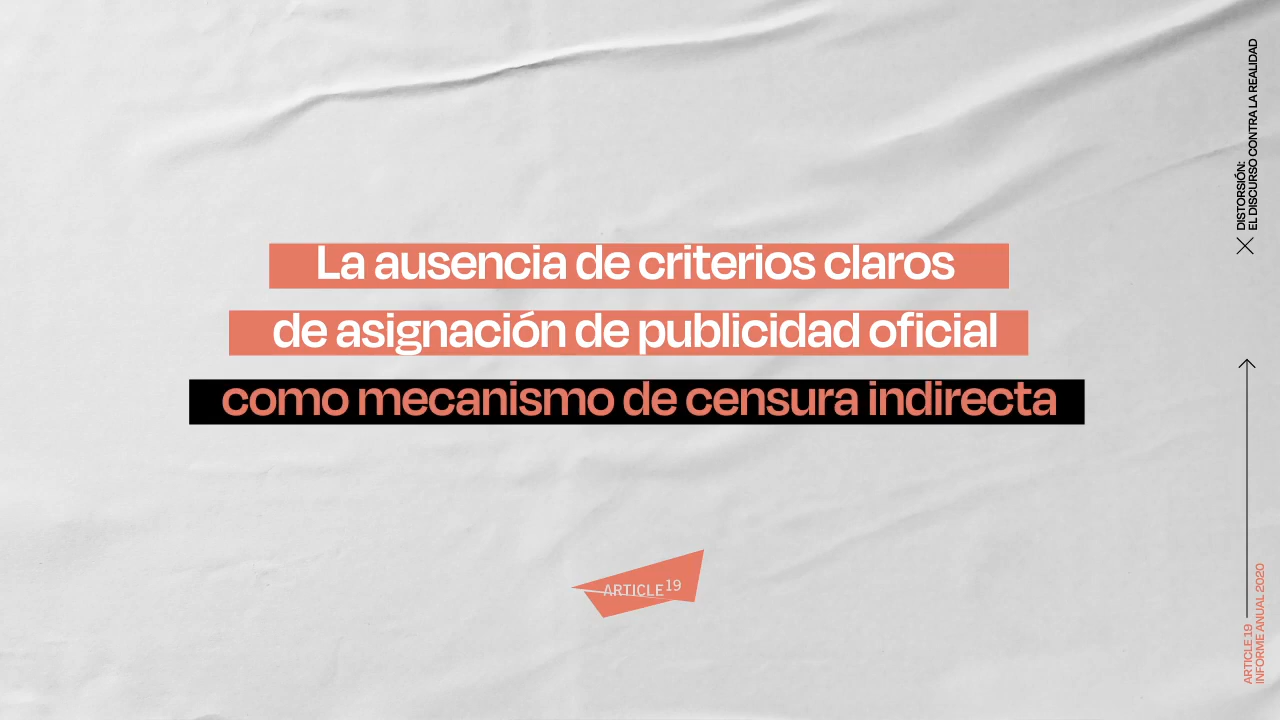 La ausencia de criterios claros
de asignación de publicidad oficial
como mecanismo de censura indirecta
ARTICLE 19
DISTORSIÓN:
EL DISCURSO CONTRA LA REALIDAD
ARTICLE 19
INFORME ANUAL 2020